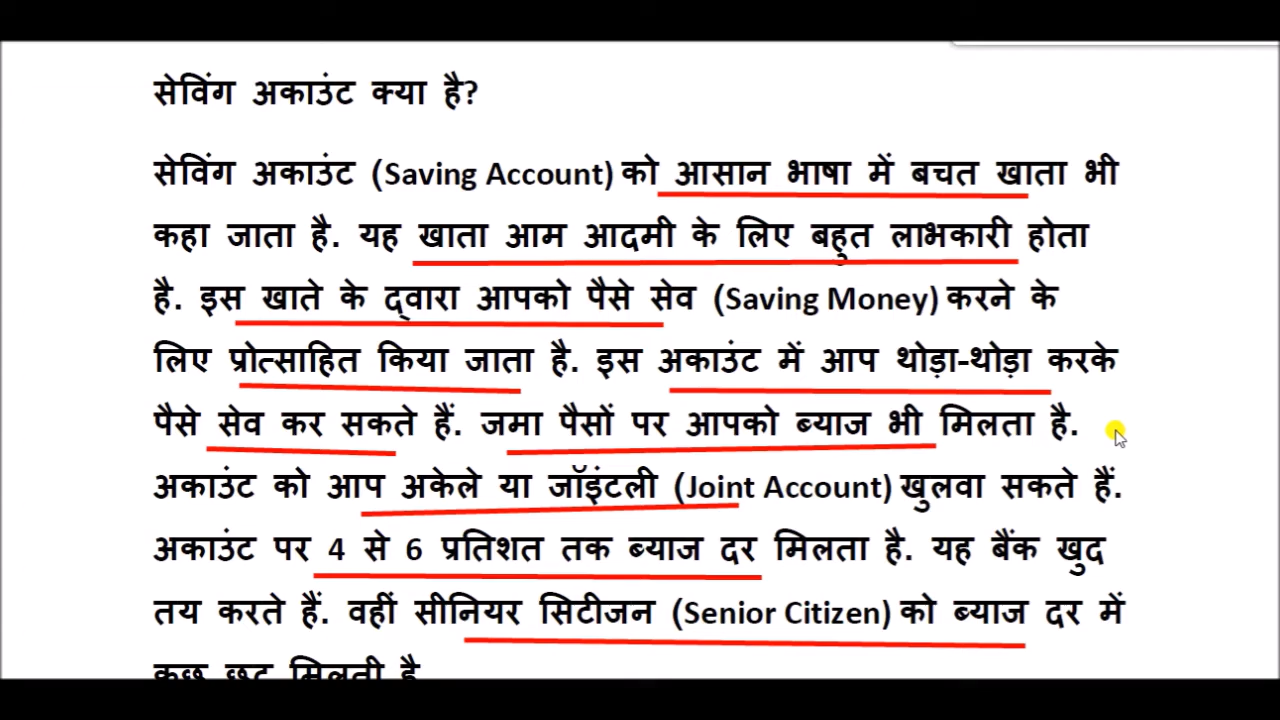 सेविंग अकाउंट क्या है?
सेविंग अकाउंट (Saving Account) को आसान भाषा में बचत खाता भी
कहा जाता है. यह खाता आम आदमी के लिए बहुत लाभकारी होता
है. इस खाते के द्वारा आपको पैसे सेव (Saving Money) करने के
लिए प्रोत्साहित किया जाता है. इस अकाउंट में आप थोड़ा-थोड़ा करके
पैसे सेव कर सकते हैं. जमा पैसों पर आपको ब्याज भी मिलता है.
अकाउंट को आप अकेले या जॉइंटली (Joint Account) खुलवा सकते हैं.
अकाउंट पर 4 से 6 प्रतिशत तक ब्याज दर मिलता है. यह बैंक खुद
तय करते हैं. वहीं सीनियर सिटीजन (Senior Citizen) को ब्याज दर में
कुछ छूट मिलती है